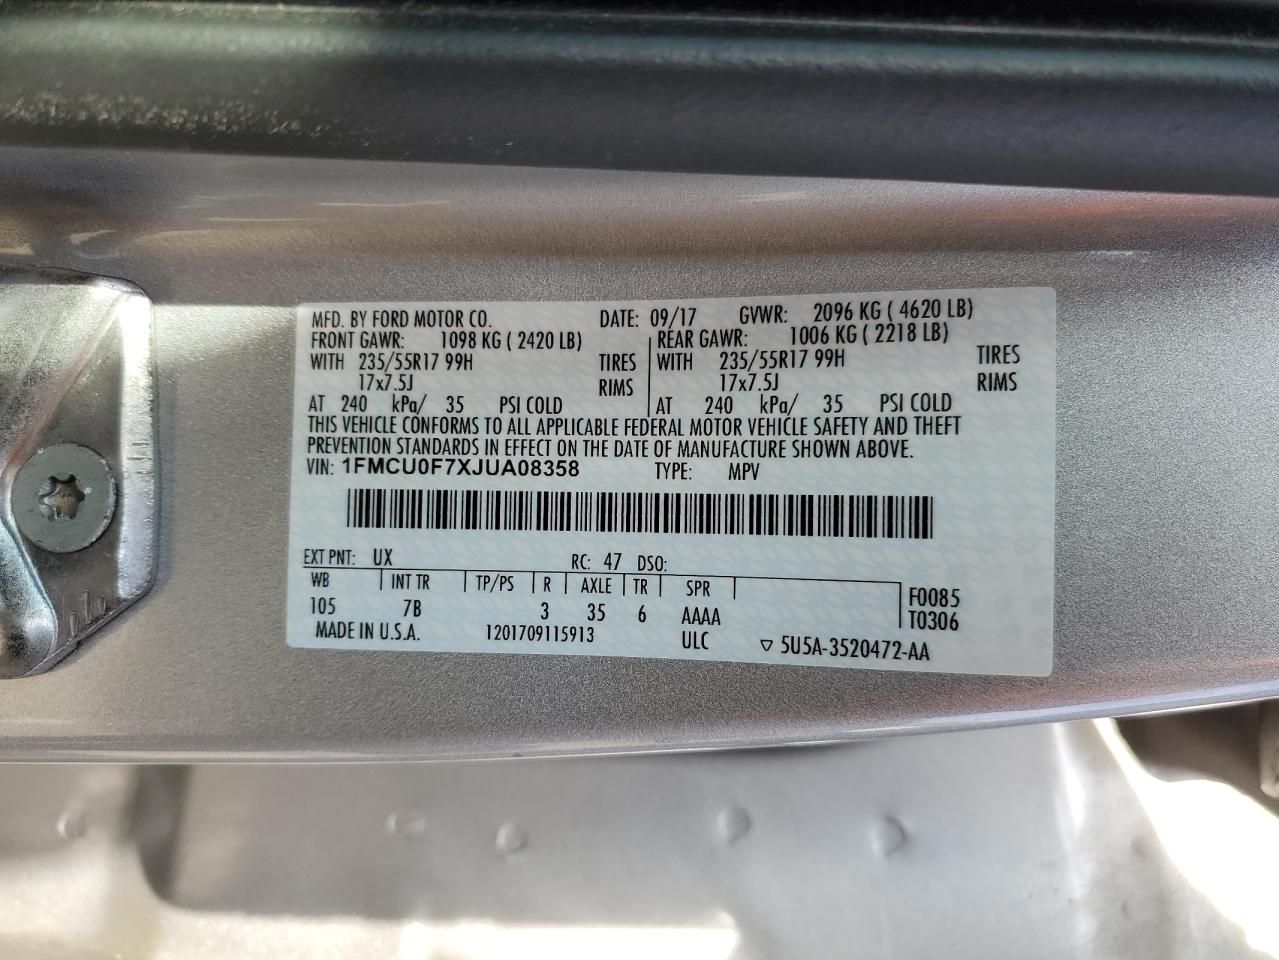 MFD. BY FORD MOTOR CO. DATE: 09/17 GVWR: 2096 KG ( 4620 LB)
FRONT GAWR: 1098 KG ( 2420 LB) REAR GAWR: 1006 KG ( 2218 LB)
WITH 235/55R17 99H TIRES WITH 235/55R17 99H TIRES
17x7.5J RIMS 17x7.5J RIMS
AT 240 kPa/ 35 PSI COLD AT 240 kPa/ 35 PSI COLD
THIS VEHICLE CONFORMS TO ALL APPLICABLE FEDERAL MOTOR VEHICLE SAFETY AND THEFT
PREVENTION STANDARDS IN EFFECT ON THE DATE OF MANUFACTURE SHOWN ABOVE.
VIN: 1FMCU0F7XJUA08358 TYPE: MPV
EXT PNT: UX RC: 47 DSO:
WB INT TR TP/PS R AXLE TR SPR F0085
105 7B 3 35 6 AAAA T0306
MADE IN U.S.A. 1201709115913 ULC ▽ 5U5A-3520472-AA